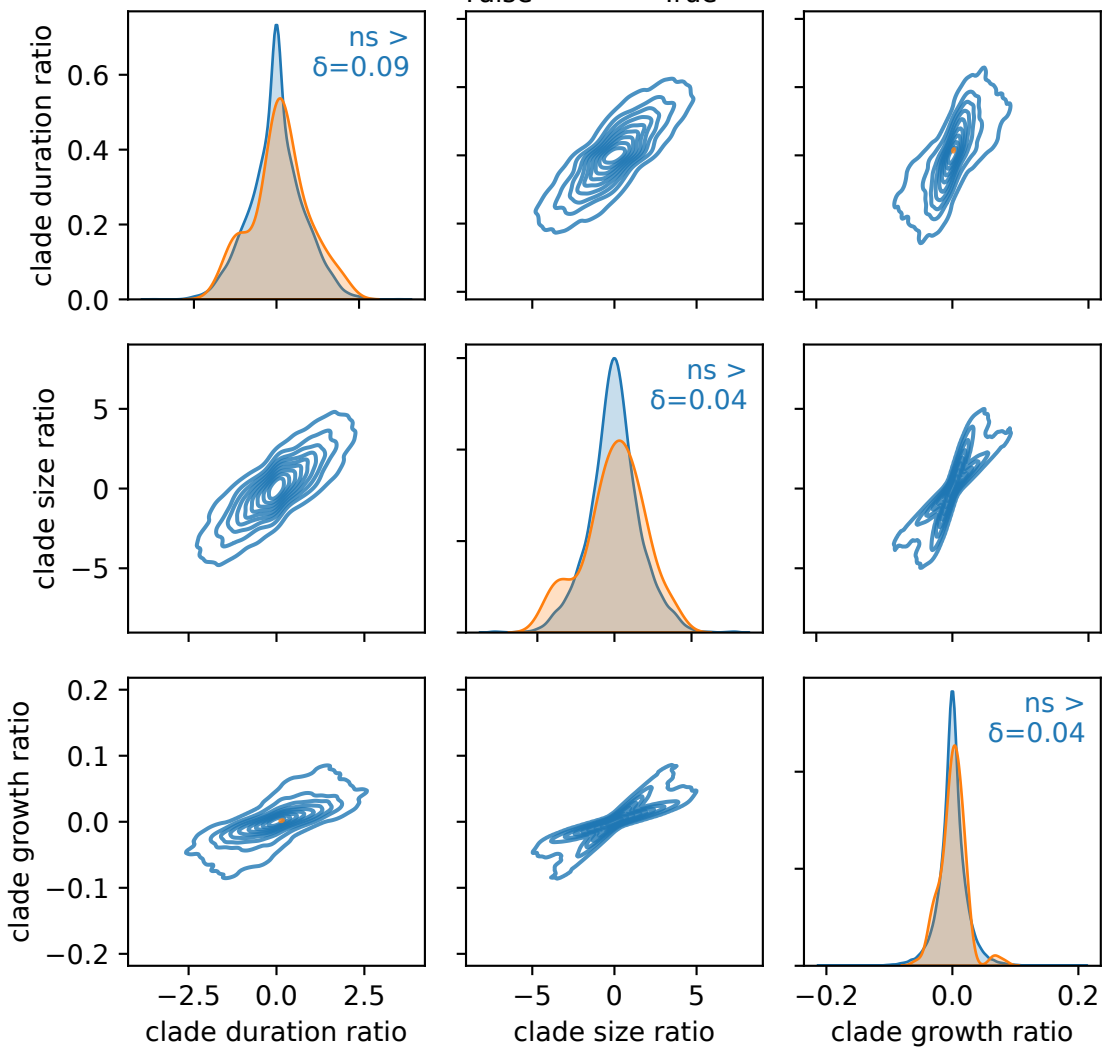 True
clade duration ratio
0.6
0.4
0.2
0.0
ns >
δ=0.09
clade size ratio
5
0
−5
ns >
δ=0.04
clade growth ratio
0.2
0.1
0.0
−0.1
−0.2
ns >
δ=0.04
−2.5 0.0 2.5
−5 0 5
−0.2 0.0 0.2
clade duration ratio
clade size ratio
clade growth ratio